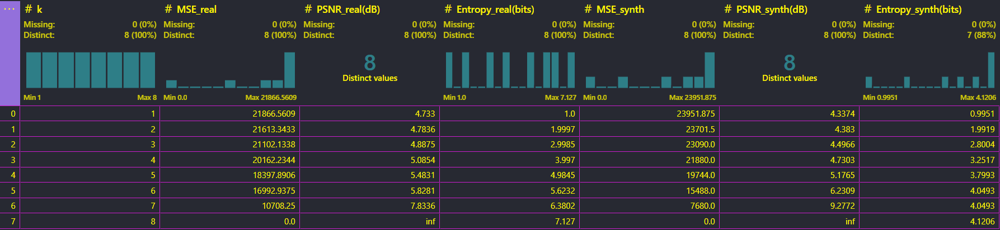 … # k # MSE_real # PSNR_real(dB) # Entropy_real(bits) # MSE_synth # PSNR_synth(dB) # Entropy_synth(bits)
Missing: 0 (0%) Missing: 0 (0%) Missing: 0 (0%) Missing: 0 (0%) Missing: 0 (0%) Missing: 0 (0%) Missing: 0 (0%)
Distinct: 8 (100%) Distinct: 8 (100%) Distinct: 8 (100%) Distinct: 8 (100%) Distinct: 8 (100%) Distinct: 8 (100%) Distinct: 7 (88%)
8 8
Distinct values Distinct values
Min 1 Max 8 Min 0.0 Max 21866.5609 Min 1.0 Max 7.127 Min 0.0 Max 23951.875 Min 0.9951 Max 4.1206
0 1 21866.5609 4.733 1.0 23951.875 4.3374 0.9951
1 2 21613.3433 4.7836 1.9997 23701.5 4.383 1.9919
2 3 21102.1338 4.8875 2.9985 23090.0 4.4966 2.8004
3 4 20162.2344 5.0854 3.997 21880.0 4.7303 3.2517
4 5 18397.8906 5.4831 4.9845 19744.0 5.1765 3.7993
5 6 16992.9375 5.8281 5.6232 15488.0 6.2309 4.0493
6 7 10708.25 7.8336 6.3802 7680.0 9.2772 4.0493
7 8 0.0 inf 7.127 0.0 inf 4.1206